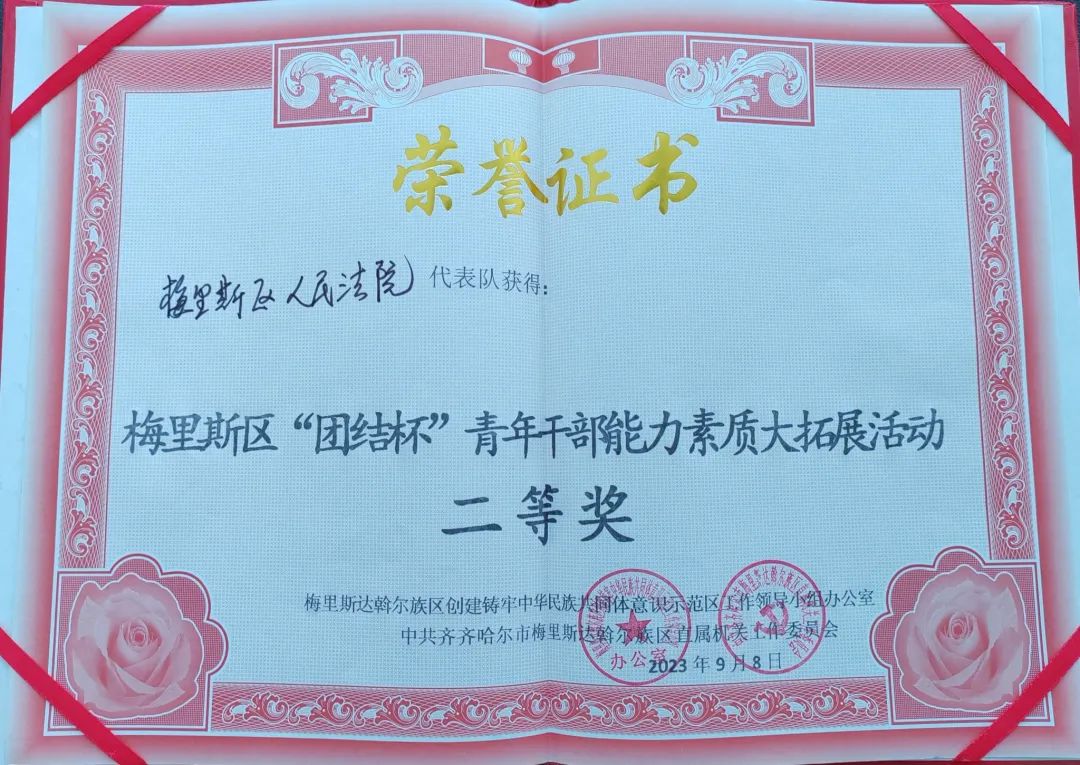 荣誉证书
梅里斯区人民法院 代表队获得:
梅里斯区“团结杯”青年干部能力素质大拓展活动
二等奖
梅里斯达斡尔族区创建铸牢中华民族共同体意识示范区工作领导小组办公室
中共齐齐哈尔市梅里斯达斡尔族区直属机关工作委员会
办公室
2023年9月8日